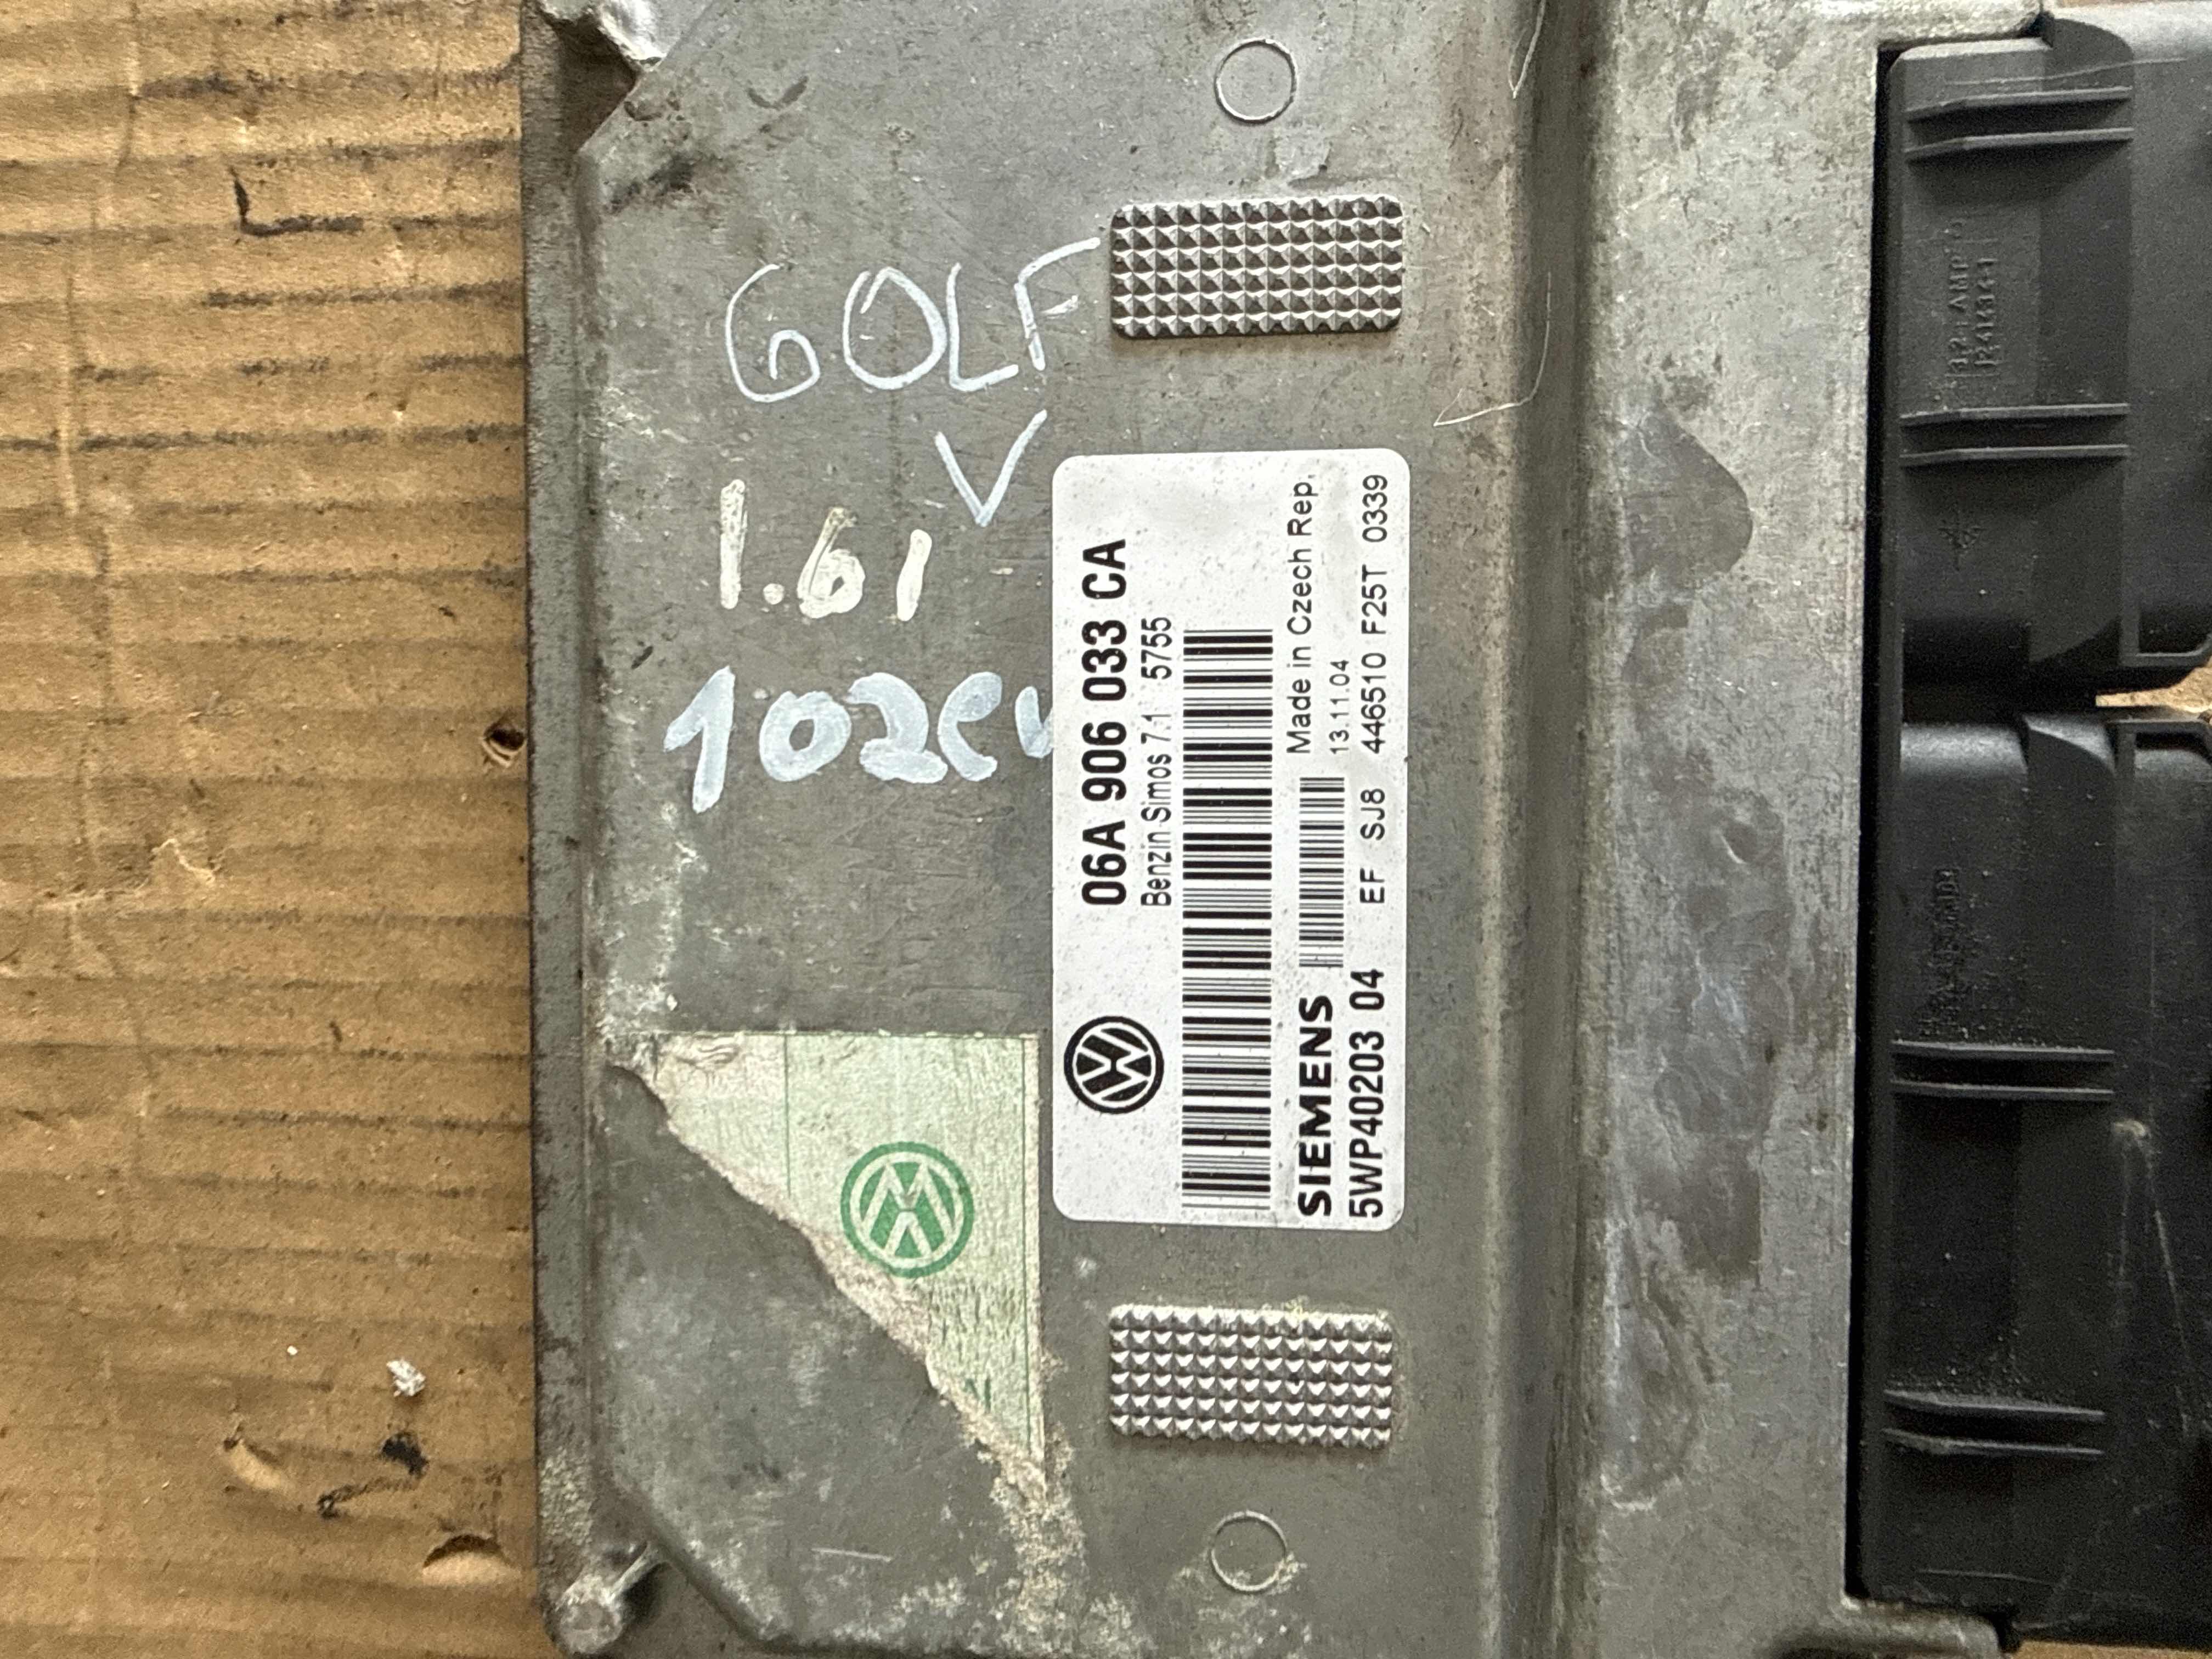 GOLF
V
1.6i
102cv
06A 906 033 CA
Benzin Simos 7.1 5755
Made in Czech Rep.
13.11.04
SIEMENS
5WP40203 04 EF SJ8 446510 F25T 0339